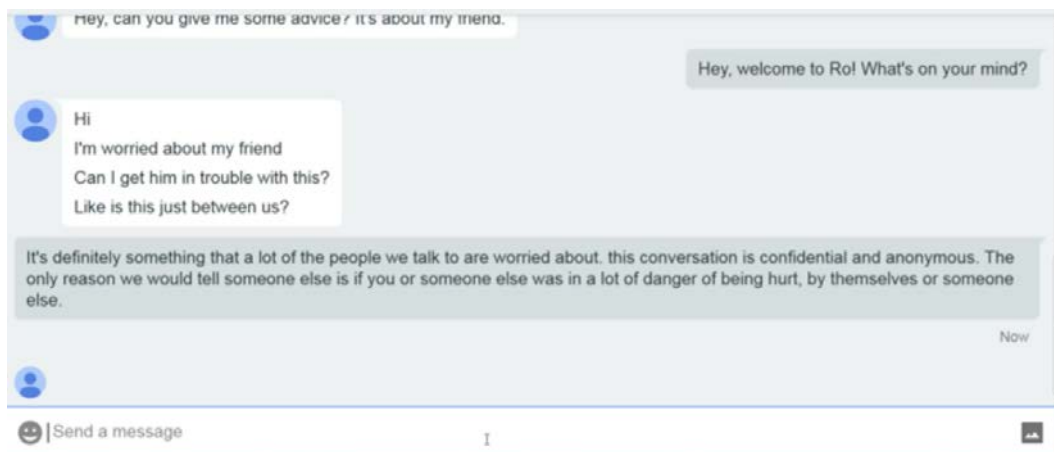 Hey, can you give me some advice? It's about my friend.
Hey, welcome to Ro! What's on your mind?
Hi
I'm worried about my friend
Can I get him in trouble with this?
Like is this just between us?
It's definitely something that a lot of the people we talk to are worried about. this conversation is confidential and anonymous. The
only reason we would tell someone else is if you or someone else was in a lot of danger of being hurt, by themselves or someone
else.
Now
Send a message